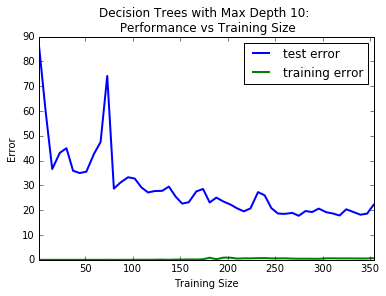 Decision Trees with Max Depth 10:
Performance vs Training Size
90
80
70
60
50
40
30
20
10
0
Error
test error
training error
50
100
150
200
250
300
350
Training Size